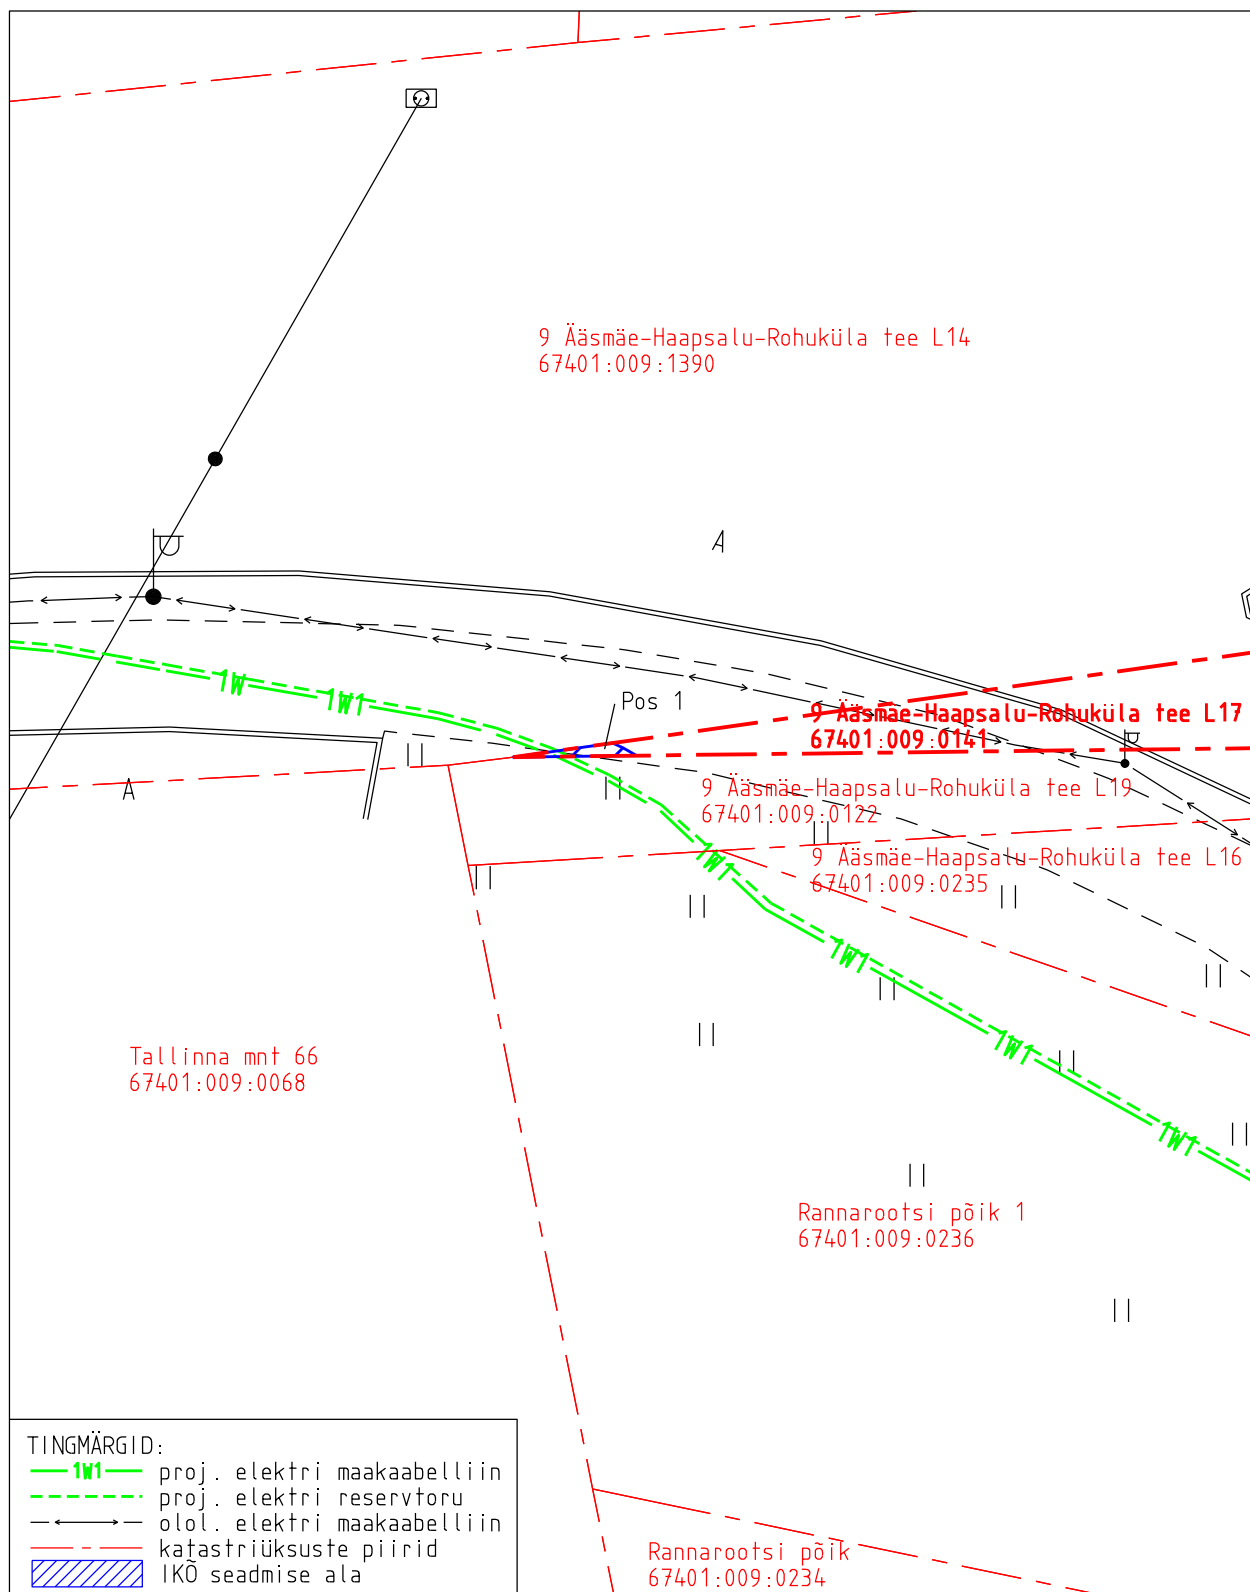 9 Ääsmäe-Haapsalu-Rohuküla tee L14
67401:009:1390
A
1W
1W1
Pos 1
9 Ääsmäe-Haapsalu-Rohuküla tee L17
67401:009:0141
A
9 Ääsmäe-Haapsalu-Rohuküla tee L19
67401:009:0122
1W1
9 Ääsmäe-Haapsalu-Rohuküla tee L16
67401:009:0235
1W1
Tallinna mnt 66
67401:009:0068
1W1
1W1
Rannarootsi põik 1
67401:009:0236
TINGMÄRGID:
1W1 proj. elektri maakaabelliin
proj. elektri reservtoru
olol. elektri maakaabelliin
katastriüksuste piirid
IKÕ seadmise ala
Rannarootsi põik
67401:009:0234